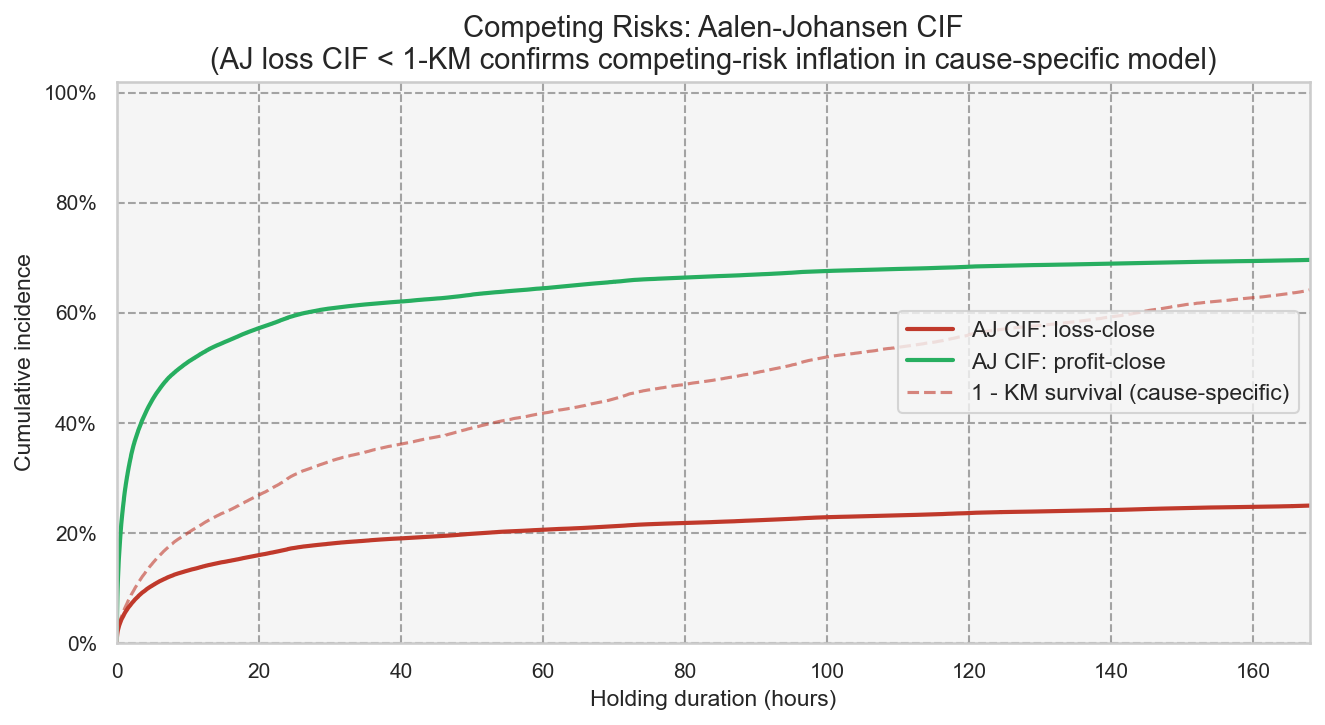 Competing Risks: Aalen-Johansen CIF
(AJ loss CIF < 1-KM confirms competing-risk inflation in cause-specific model)
100%
80%
60%
40%
20%
0%
Cumulative incidence
AJ CIF: loss-close
AJ CIF: profit-close
1 - KM survival (cause-specific)
0 20 40 60 80 100 120 140 160
Holding duration (hours)